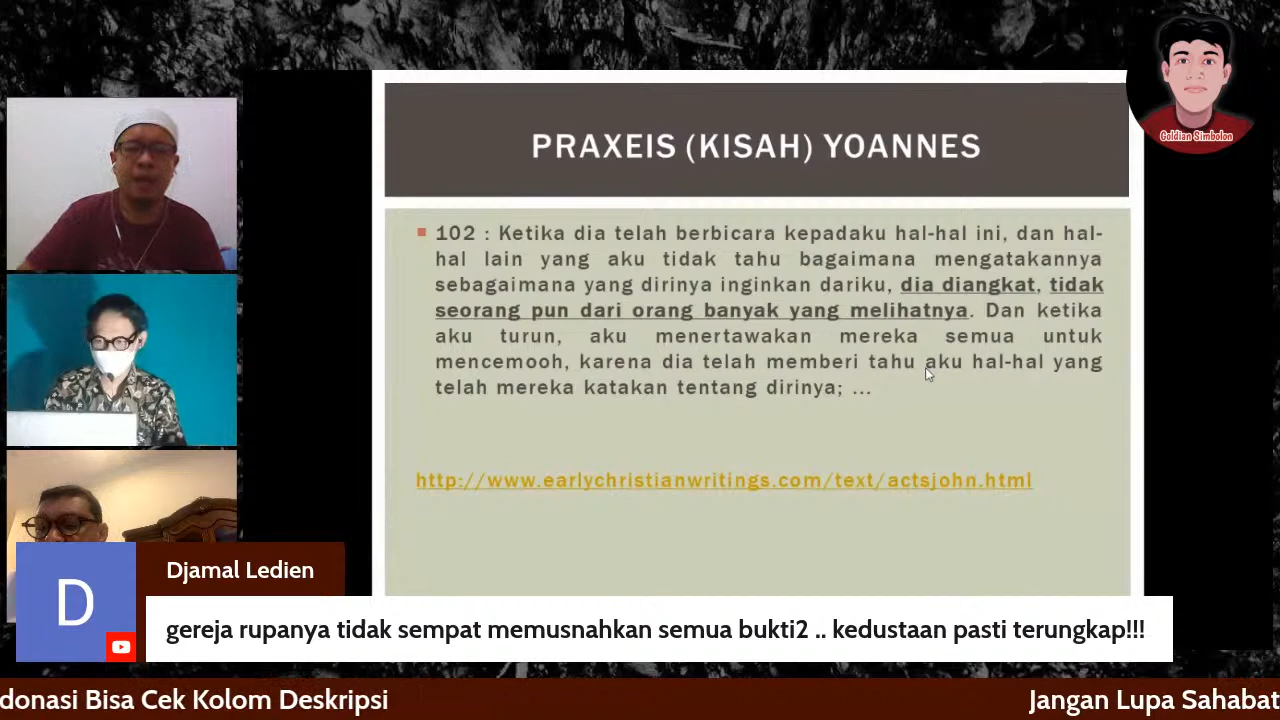 Goldian Simbolon
PRAXEIS (KISAH) YOANNES
102 : Ketika dia telah berbicara kepadaku hal-hal ini, dan hal-
hal lain yang aku tidak tahu bagaimana mengatakannya
sebagaimana yang dirinya inginkan dariku, dia diangkat, tidak
seorang pun dari orang banyak yang melihatnya. Dan ketika
aku turun, aku menertawakan mereka semua untuk
mencemooh, karena dia telah memberi tahu aku hal-hal yang
telah mereka katakan tentang dirinya; ...
http://www.earlychristianwritings.com/text/actsjohn.html
D
Djamal Ledien
gereja rupanya tidak sempat memusnahkan semua bukti2 .. kedustaan pasti terungkap!!!
donasi Bisa Cek Kolom Deskripsi
Jangan Lupa Sahabat